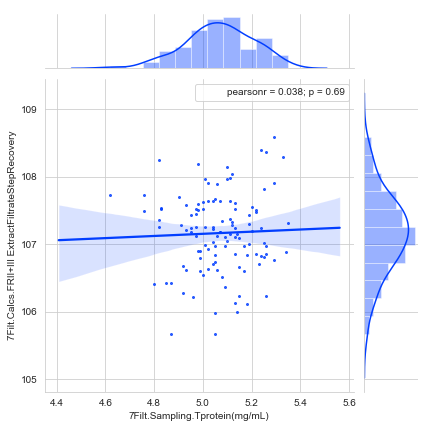 pearsonr = 0.038; p = 0.69
109
108
107
106
105
7Filt.Calcs.FRII+III ExtractFiltrateStepRecovery
4.4 4.6 4.8 5.0 5.2 5.4 5.6
7Filt.Sampling.Tprotein(mg/mL)